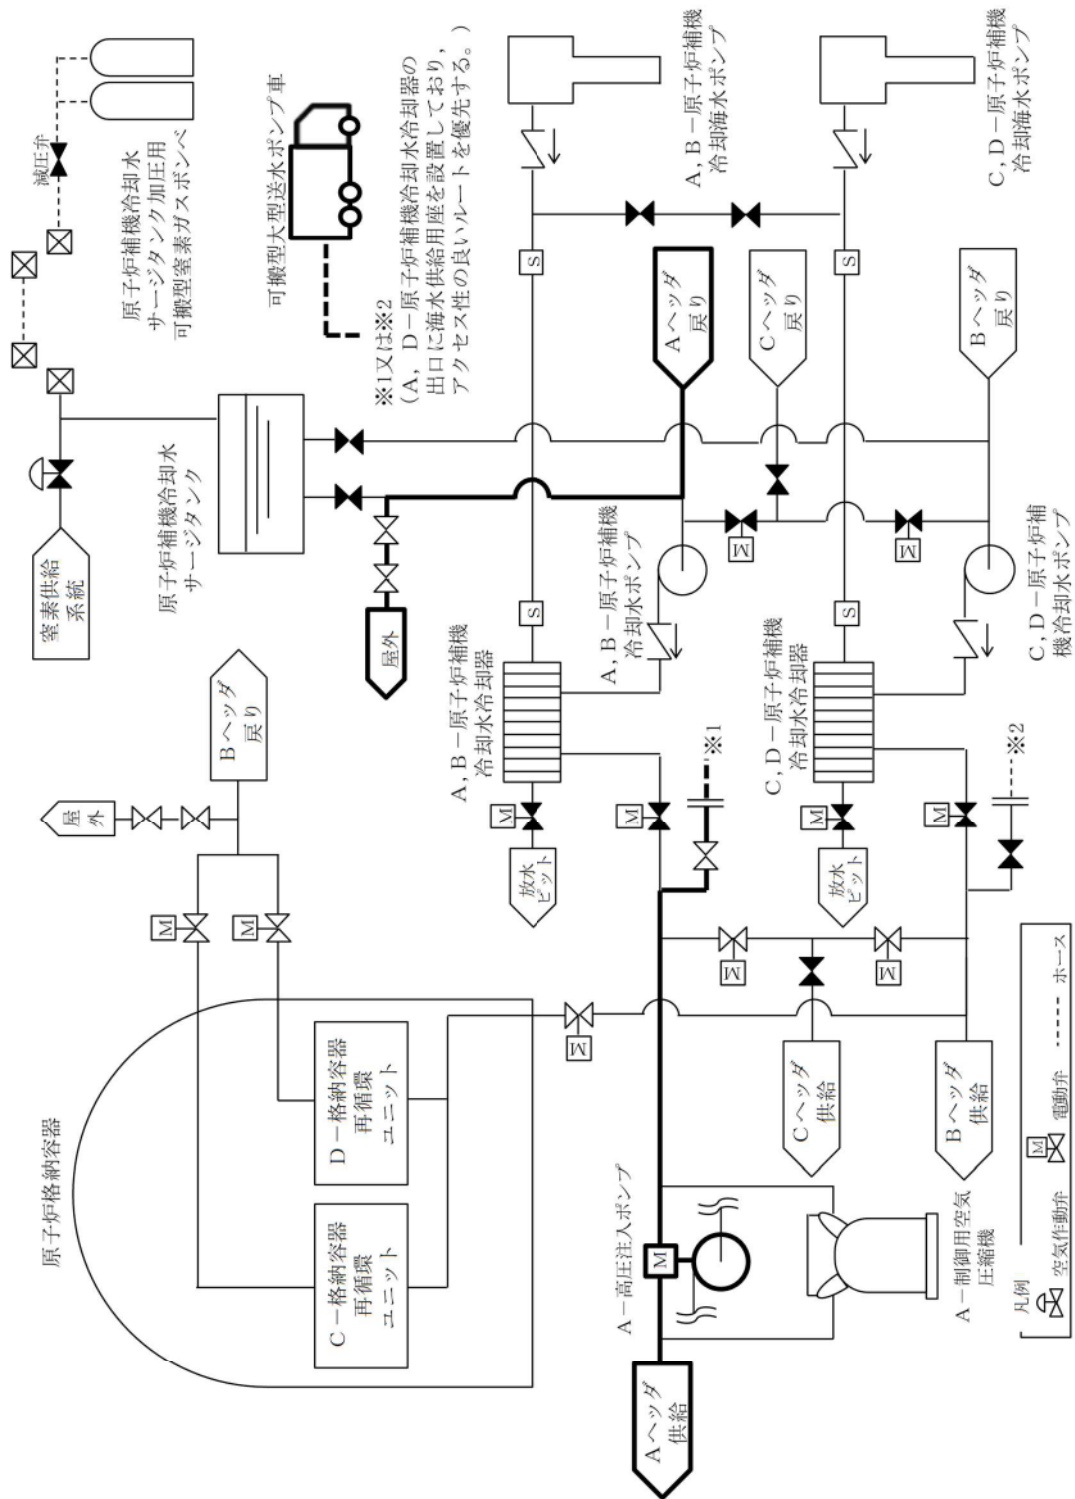 原子炉格納容器
C－格納容器
再循環
ユニット
D－格納容器
再循環
ユニット
M
M
屋外
Bヘッダ
戻り
窒素供給
系統
原子炉補機冷却水
サージタンク
減圧弁
原子炉補機冷却水
サージタンク加圧用
可搬型窒素ガスボンベ
可搬型大型送水ポンプ車
※1又は※2
(A，D－原子炉補機冷却水冷却器の
出口に海水供給用座を設置しており，
アクセス性の良いルートを優先する。)
屋外
A,B－原子炉補機
冷却水冷却器
S
S
A,B－原子炉補機
冷却海水ポンプ
M
放水
ピット
M
A,B－原子炉補機
冷却水ポンプ
Aヘッダ
戻り
※1
M
M
Cヘッダ
戻り
C,D－原子炉補機
冷却水冷却器
S
S
C,D－原子炉補機
冷却海水ポンプ
M
放水
ピット
M
M
C,D－原子炉補
機冷却水ポンプ
Bヘッダ
戻り
※2
M
M
Cヘッダ
供給
Bヘッダ
供給
A－高圧注入ポンプ
M
Aヘッダ
供給
A－制御用空気
圧縮機
凡例
空気作動弁
M
電動弁
ホース